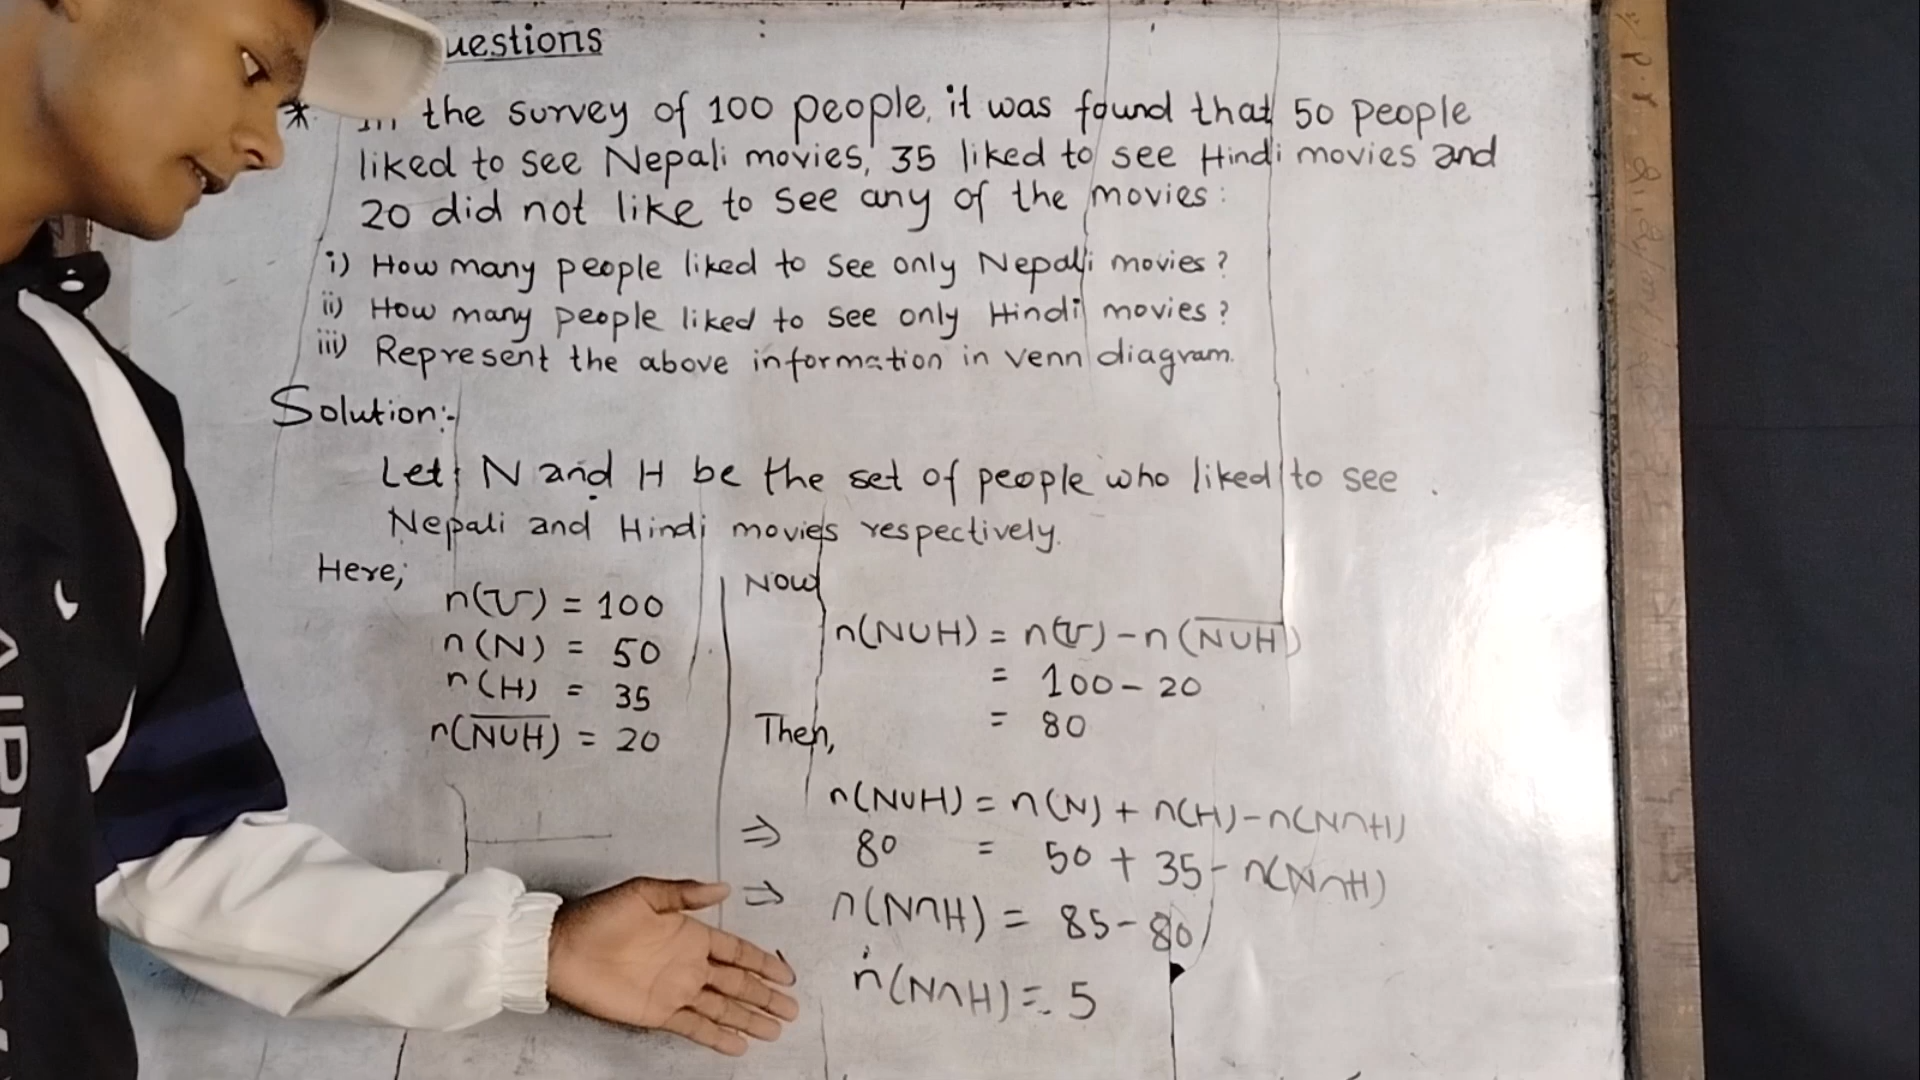 uestions
* In the survey of 100 people, it was found that 50 people
liked to see Nepali movies, 35 liked to see Hindi movies and
20 did not like to see any of the movies:
i) How many people liked to see only Nepali movies?
ii) How many people liked to see only Hindi movies?
iii) Represent the above information in venn diagram.
Solution:-
Let N and H be the set of people who liked to see
Nepali and Hindi movies respectively.
Here;
n(U) = 100
n(N) = 50
n(H) = 35
n(N̅U̅H̅) = 20
Now
n(NUH) = n(U) - n(N̅U̅H̅)
= 100 - 20
= 80
Then,
n(NUH) = n(N) + n(H) - n(N∩H)
⇒ 80 = 50 + 35 - n(N∩H)
⇒ n(N∩H) = 85 - 80
n(N∩H) = 5